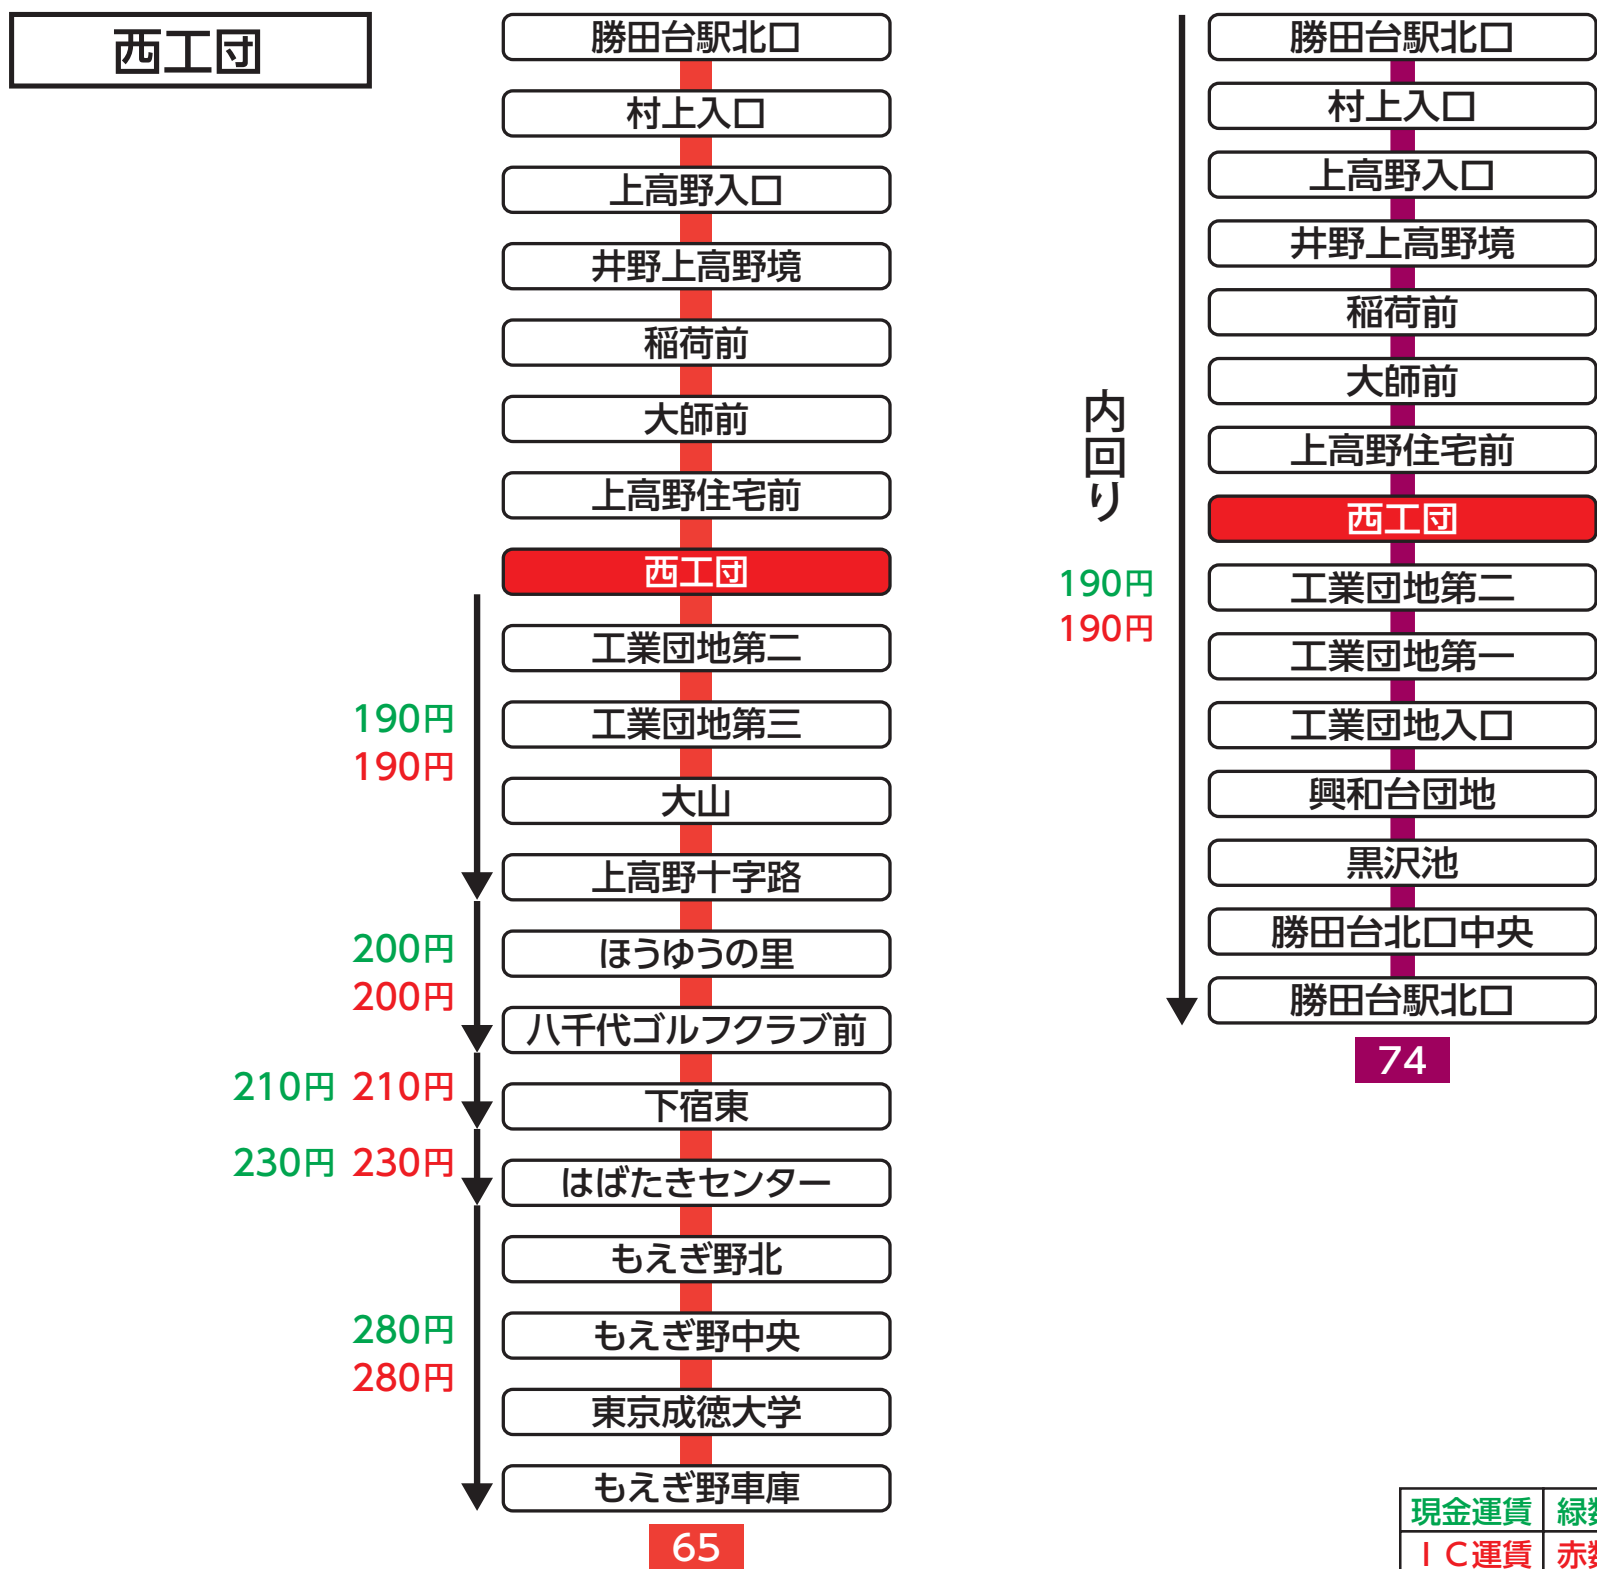 西工団
勝田台駅北口
村上入口
上高野入口
井野上高野境
稲荷前
大師前
上高野住宅前
西工団
工業団地第二
工業団地第三
大山
上高野十字路
ほうゆうの里
八千代ゴルフクラブ前
下宿東
はばたきセンター
もえぎ野北
もえぎ野中央
東京成徳大学
もえぎ野車庫
65
190円
190円
200円
200円
210円 210円
230円 230円
280円
280円
内回り
190円
190円
勝田台駅北口
村上入口
上高野入口
井野上高野境
稲荷前
大師前
上高野住宅前
西工団
工業団地第二
工業団地第一
工業団地入口
興和台団地
黒沢池
勝田台北口中央
勝田台駅北口
74
現金運賃 緑数
ＩＣ運賃 赤数